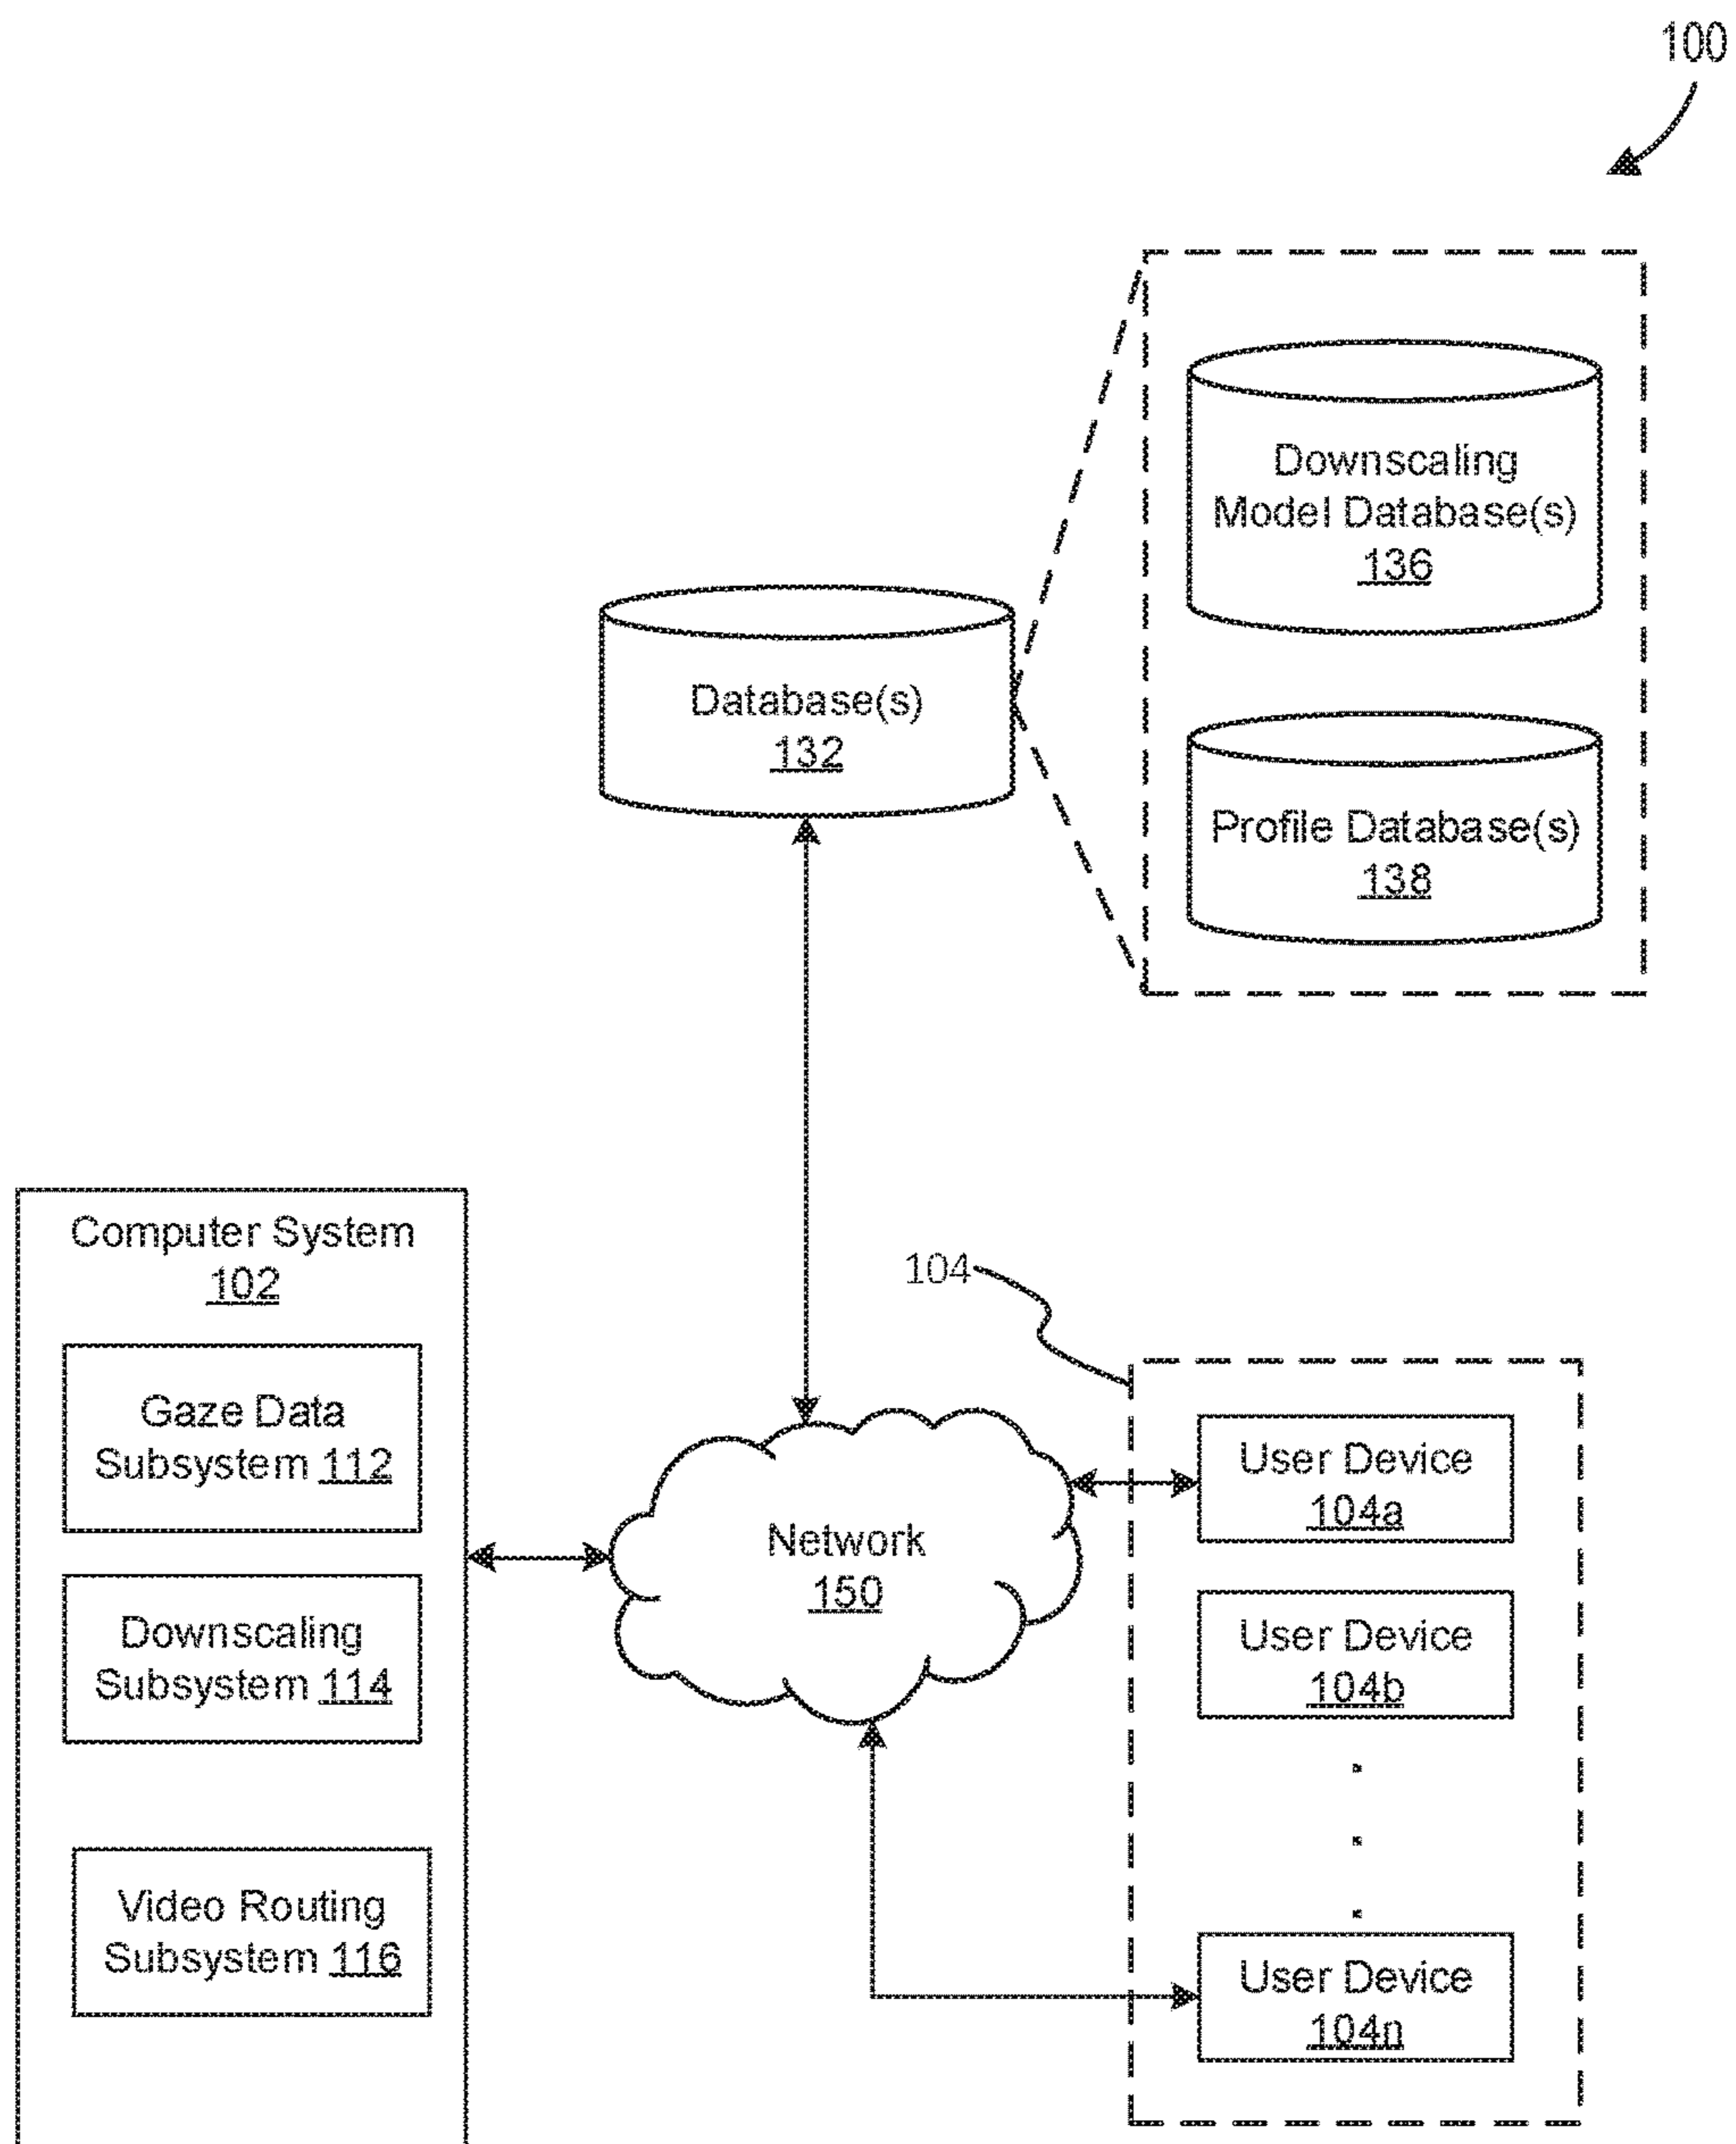 100
Downscaling
Model Database(s)
136
Database(s)
132
Profile Database(s)
138
Computer System
102
Gaze Data
Subsystem 112
Downscaling
Subsystem 114
Video Routing
Subsystem 116
Network
150
104
User Device
104a
User Device
104b
User Device
104n